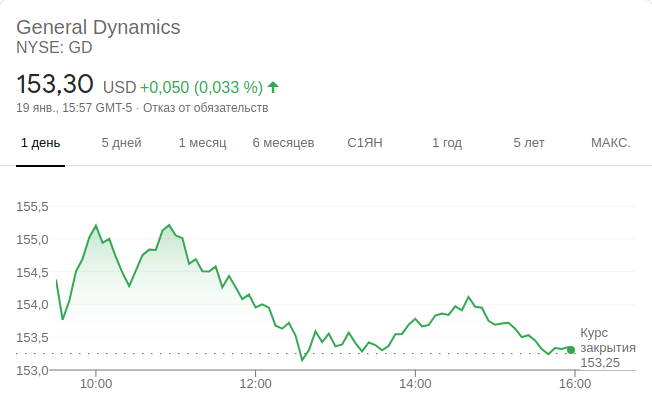 General Dynamics
NYSE: GD
153,30 USD +0,050 (0,033 %)
19 янв., 15:57 GMT-5 · Отказ от обязательств
1 день 5 дней 1 месяц 6 месяцев С1ЯН 1 год 5 лет МАКС.
155,5
155,0
154,5
154,0
153,5
153,0
Курс
закрытия
153,25
10:00 12:00 14:00 16:00